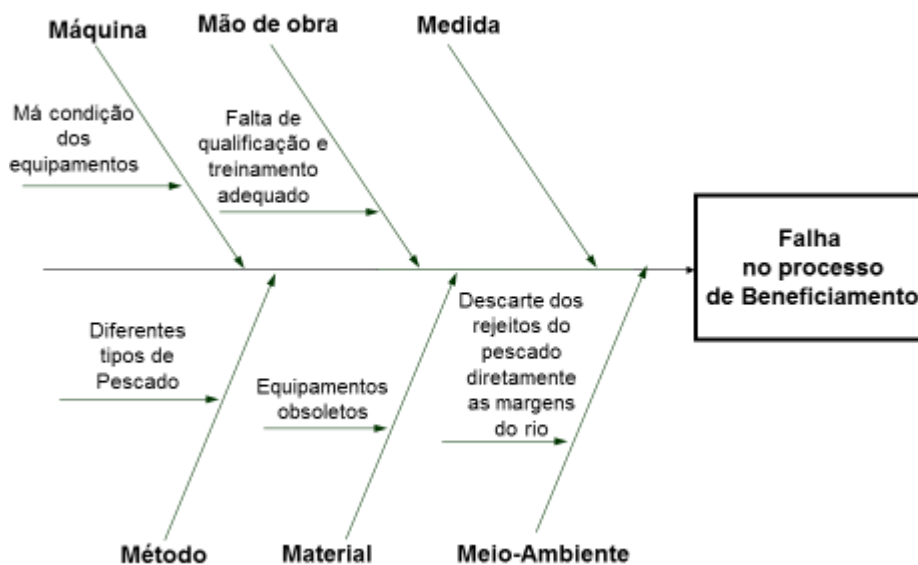 Máquina
Mão de obra
Medida
Má condição
dos
equipamentos
Falta de
qualificação e
treinamento
adequado
Falha
no processo
de Beneficiamento
Diferentes
tipos de
Pescado
Equipamentos
obsoletos
Descarte dos
rejeitos do
pescado
diretamente
as margens
do rio
Método
Material
Meio-Ambiente